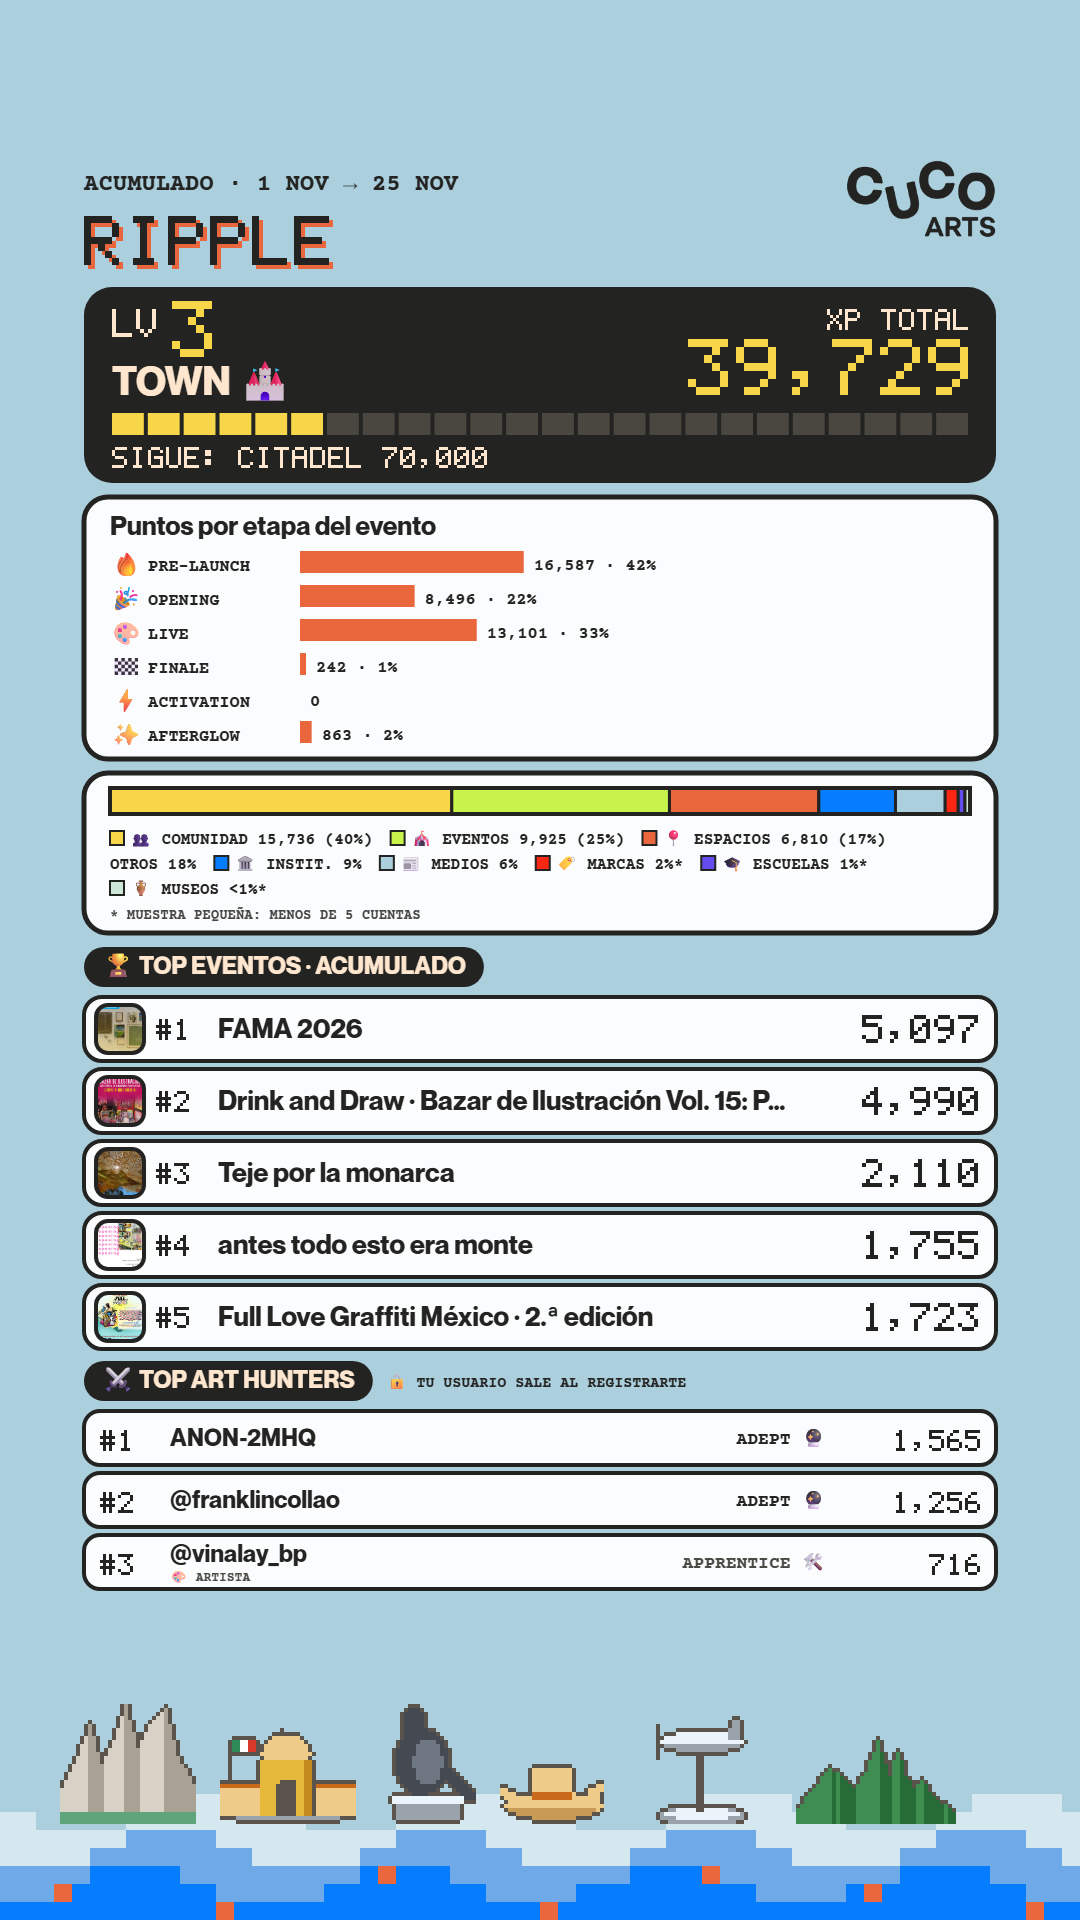 ACUMULADO · 1 NOV → 25 NOV
CUCO
ARTS
RIPPLE
LV 3
XP TOTAL
TOWN
39,729
SIGUE: CITADEL 70,000
Puntos por etapa del evento
PRE-LAUNCH 16,587 · 42%
OPENING 8,496 · 22%
LIVE 13,101 · 33%
FINALE 242 · 1%
ACTIVATION 0
AFTERGLOW 863 · 2%
COMUNIDAD 15,736 (40%) EVENTOS 9,925 (25%) ESPACIOS 6,810 (17%)
OTROS 18% INSTIT. 9% MEDIOS 6% MARCAS 2%* ESCUELAS 1%*
MUSEOS <1%*
* MUESTRA PEQUEÑA: MENOS DE 5 CUENTAS
TOP EVENTOS · ACUMULADO
#1 FAMA 2026 5,097
#2 Drink and Draw · Bazar de Ilustración Vol. 15: P... 4,990
#3 Teje por la monarca 2,110
#4 antes todo esto era monte 1,755
#5 Full Love Graffiti México · 2.ª edición 1,723
TOP ART HUNTERS TU USUARIO SALE AL REGISTRARTE
#1 ANON-2MHQ ADEPT 1,565
#2 @franklincollao ADEPT 1,256
#3 @vinalay_bp APPRENTICE 716
ARTISTA